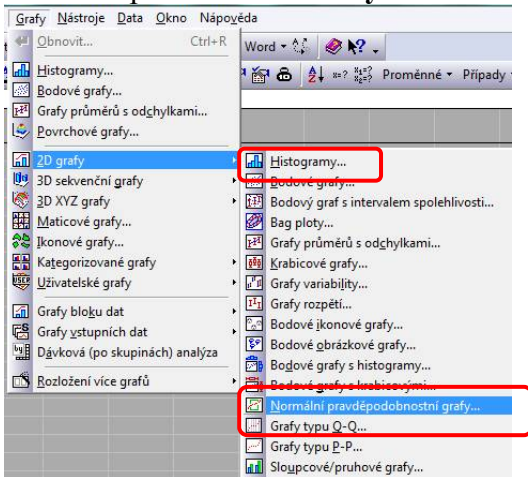 Grafy Nástroje Data Okno Nápověda
Obnovit... Ctrl+R
Word
Histogramy...
Proměnné Případy
Bodové grafy...
Grafy průměrů s odchylkami...
Povrchové grafy...
2D grafy
3D sekvenční grafy
3D XYZ grafy
Maticové grafy...
Ikonové grafy...
Kategorizované grafy
Uživatelské grafy
Grafy bloku dat
Grafy vstupních dat
Dávková (po skupinách) analýza
Rozložení více grafů
Histogramy...
Bodové grafy...
Bodový graf s intervalem spolehlivosti...
Bag ploty...
Grafy průměrů s odchylkami...
Krabicové grafy...
Grafy variability...
Grafy rozpětí...
Bodové ikonové grafy...
Bodové obrázkové grafy...
Bodové grafy s histogramy...
Bodové grafy s krabicovými...
Normální pravděpodobnostní grafy...
Grafy typu Q-Q...
Grafy typu P-P...
Sloupcové/pruhové grafy...